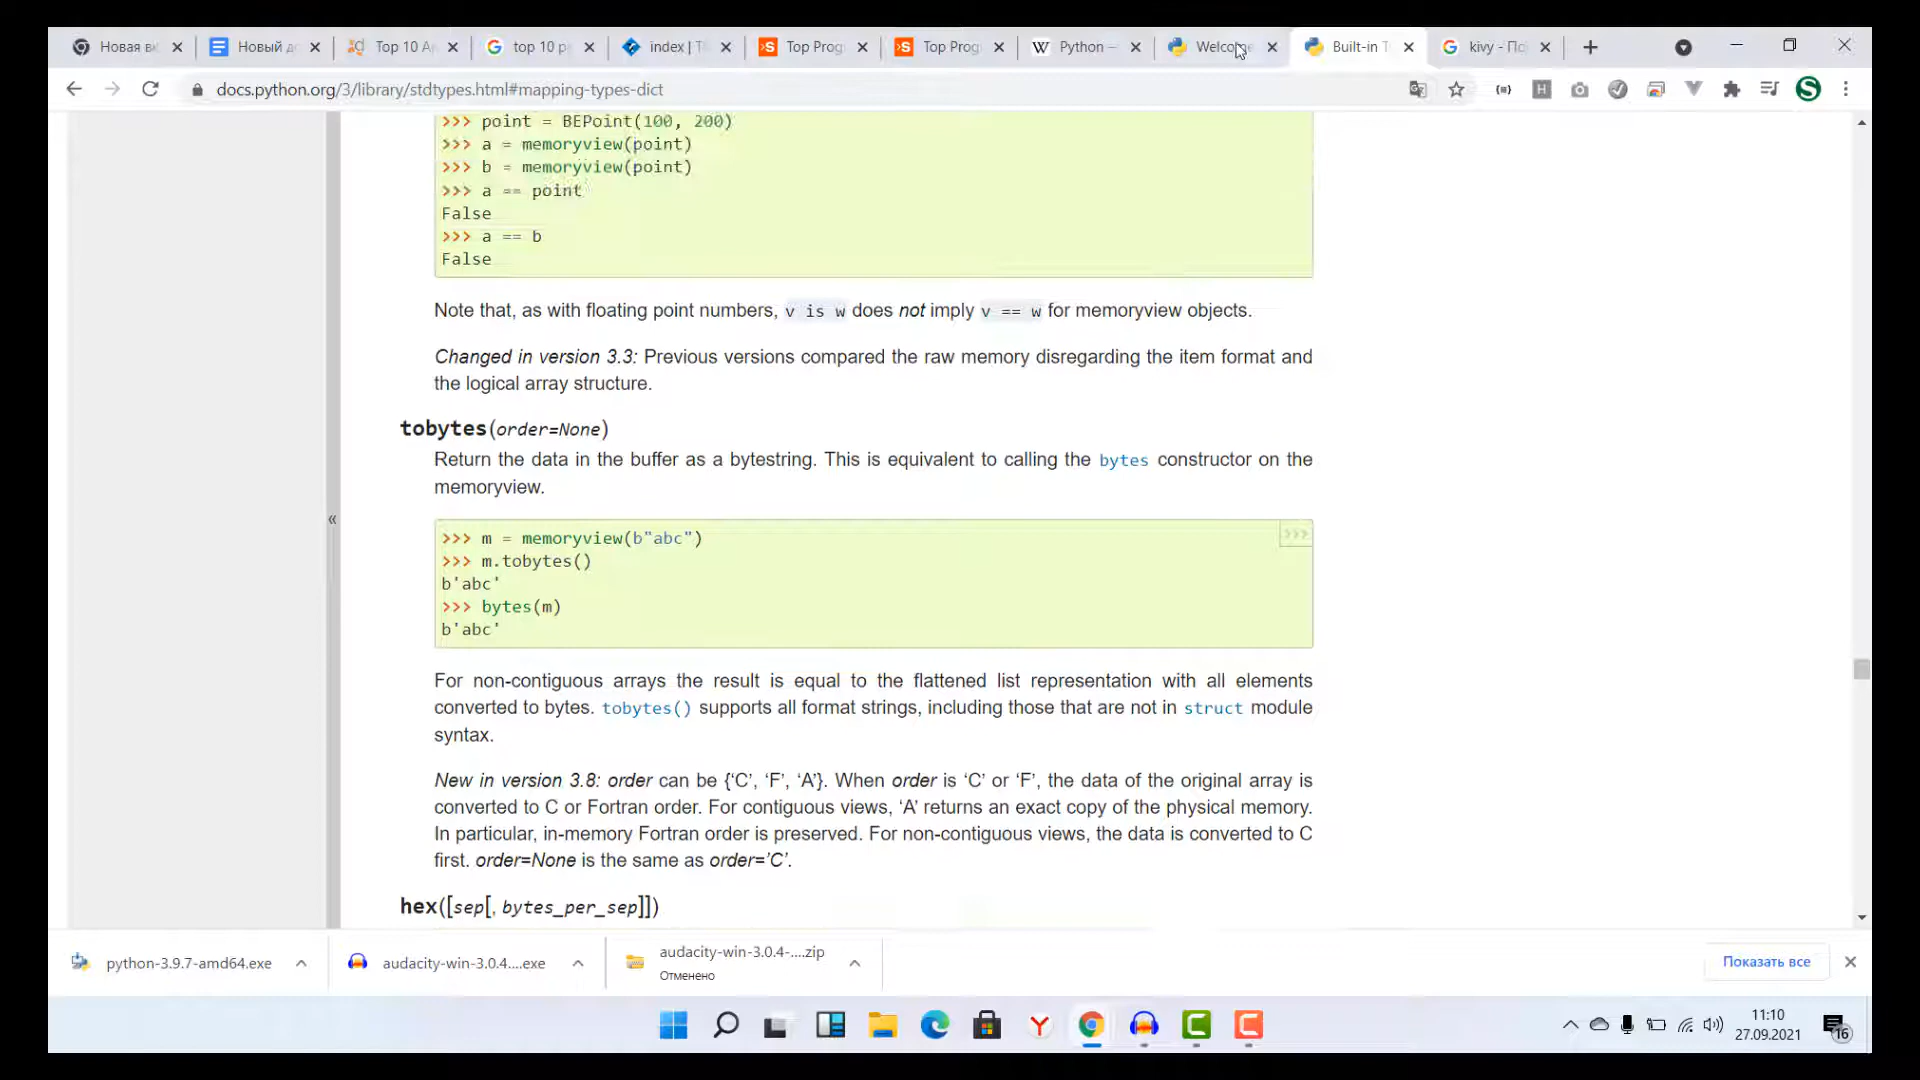 Новая вк
Новый до
Top 10 A
top 10 p
index | T
Top Prog
Top Prog
Python –
Welcome
Built-in T
kivy - По
docs.python.org/3/library/stdtypes.html#mapping-types-dict
>>> point = BEPoint(100, 200)
>>> a = memoryview(point)
>>> b = memoryview(point)
>>> a == point
False
>>> a == b
False
Note that, as with floating point numbers, v is w does not imply v == w for memoryview objects.
Changed in version 3.3: Previous versions compared the raw memory disregarding the item format and
the logical array structure.
tobytes(order=None)
Return the data in the buffer as a bytestring. This is equivalent to calling the bytes constructor on the
memoryview.
>>> m = memoryview(b"abc")
>>>
>>> m.tobytes()
b'abc'
>>> bytes(m)
b'abc'
For non-contiguous arrays the result is equal to the flattened list representation with all elements
converted to bytes. tobytes() supports all format strings, including those that are not in struct module
syntax.
New in version 3.8: order can be {‘C’, ‘F’, ‘A’}. When order is ‘C’ or ‘F’, the data of the original array is
converted to C or Fortran order. For contiguous views, ‘A’ returns an exact copy of the physical memory.
In particular, in-memory Fortran order is preserved. For non-contiguous views, the data is converted to C
first. order=None is the same as order=’C’.
hex([sep[, bytes_per_sep]])
«
python-3.9.7-amd64.exe
audacity-win-3.0.4....exe
audacity-win-3.0.4-....zip
Отменено
Показать все
11:10
27.09.2021
16